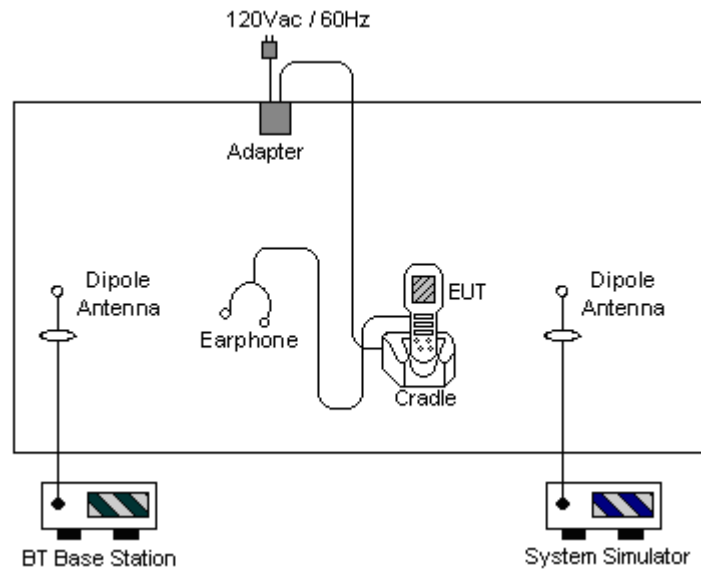 120Vac / 60Hz
Adapter
Dipole
Antenna
Earphone
EUT
Cradle
Dipole
Antenna
BT Base Station
System Simulator